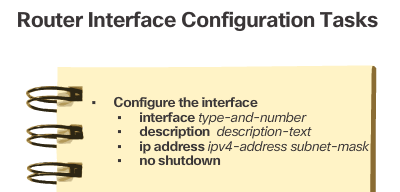 Router Interface Configuration Tasks
▪ Configure the interface
▪ interface type-and-number
▪ description description-text
▪ ip address ipv4-address subnet-mask
▪ no shutdown